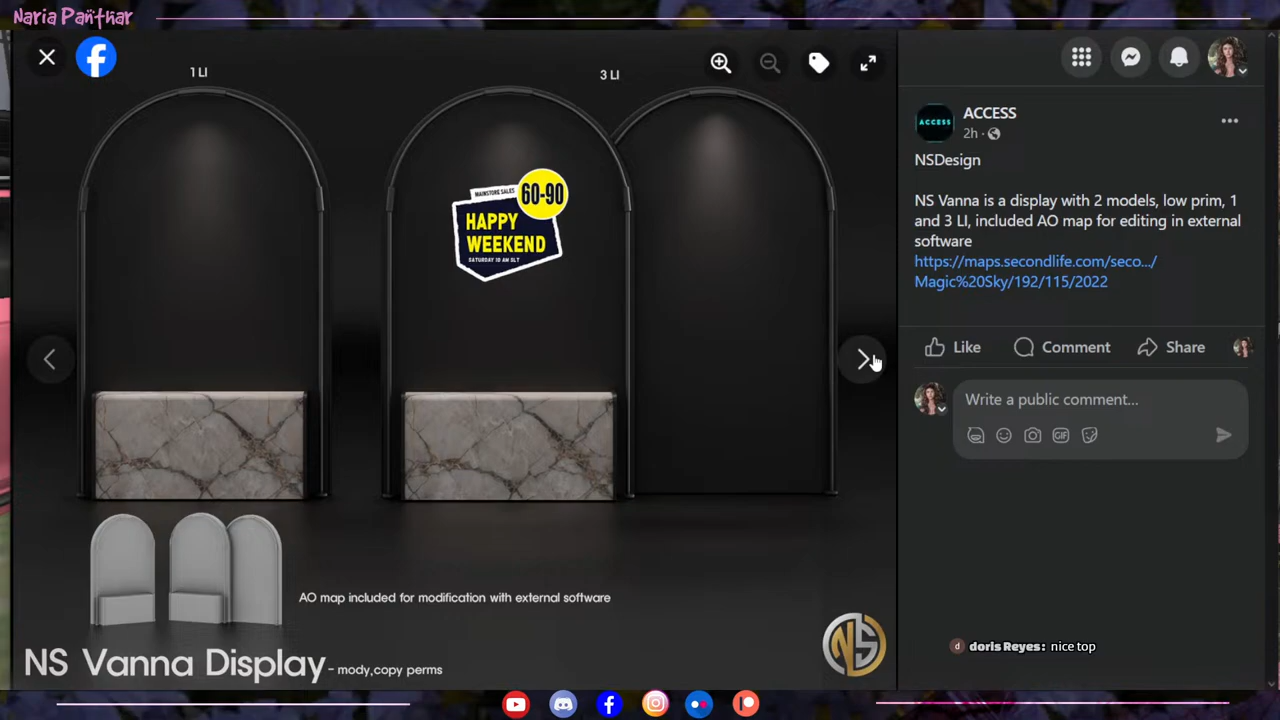 Naria Panthar
1 LI
3 LI
MAINSTORE SALES
60-90
HAPPY
WEEKEND
SATURDAY 10 AM SLT
AO map included for modification with external software
NS Vanna Display - mody,copy perms
NS
ACCESS
ACCESS
2h ·
NSDesign
NS Vanna is a display with 2 models, low prim, 1
and 3 LI, included AO map for editing in external
software
https://maps.secondlife.com/seco.../
Magic%20Sky/192/115/2022
Like
Comment
Share
Write a public comment...
GIF
d doris Reyes: nice top